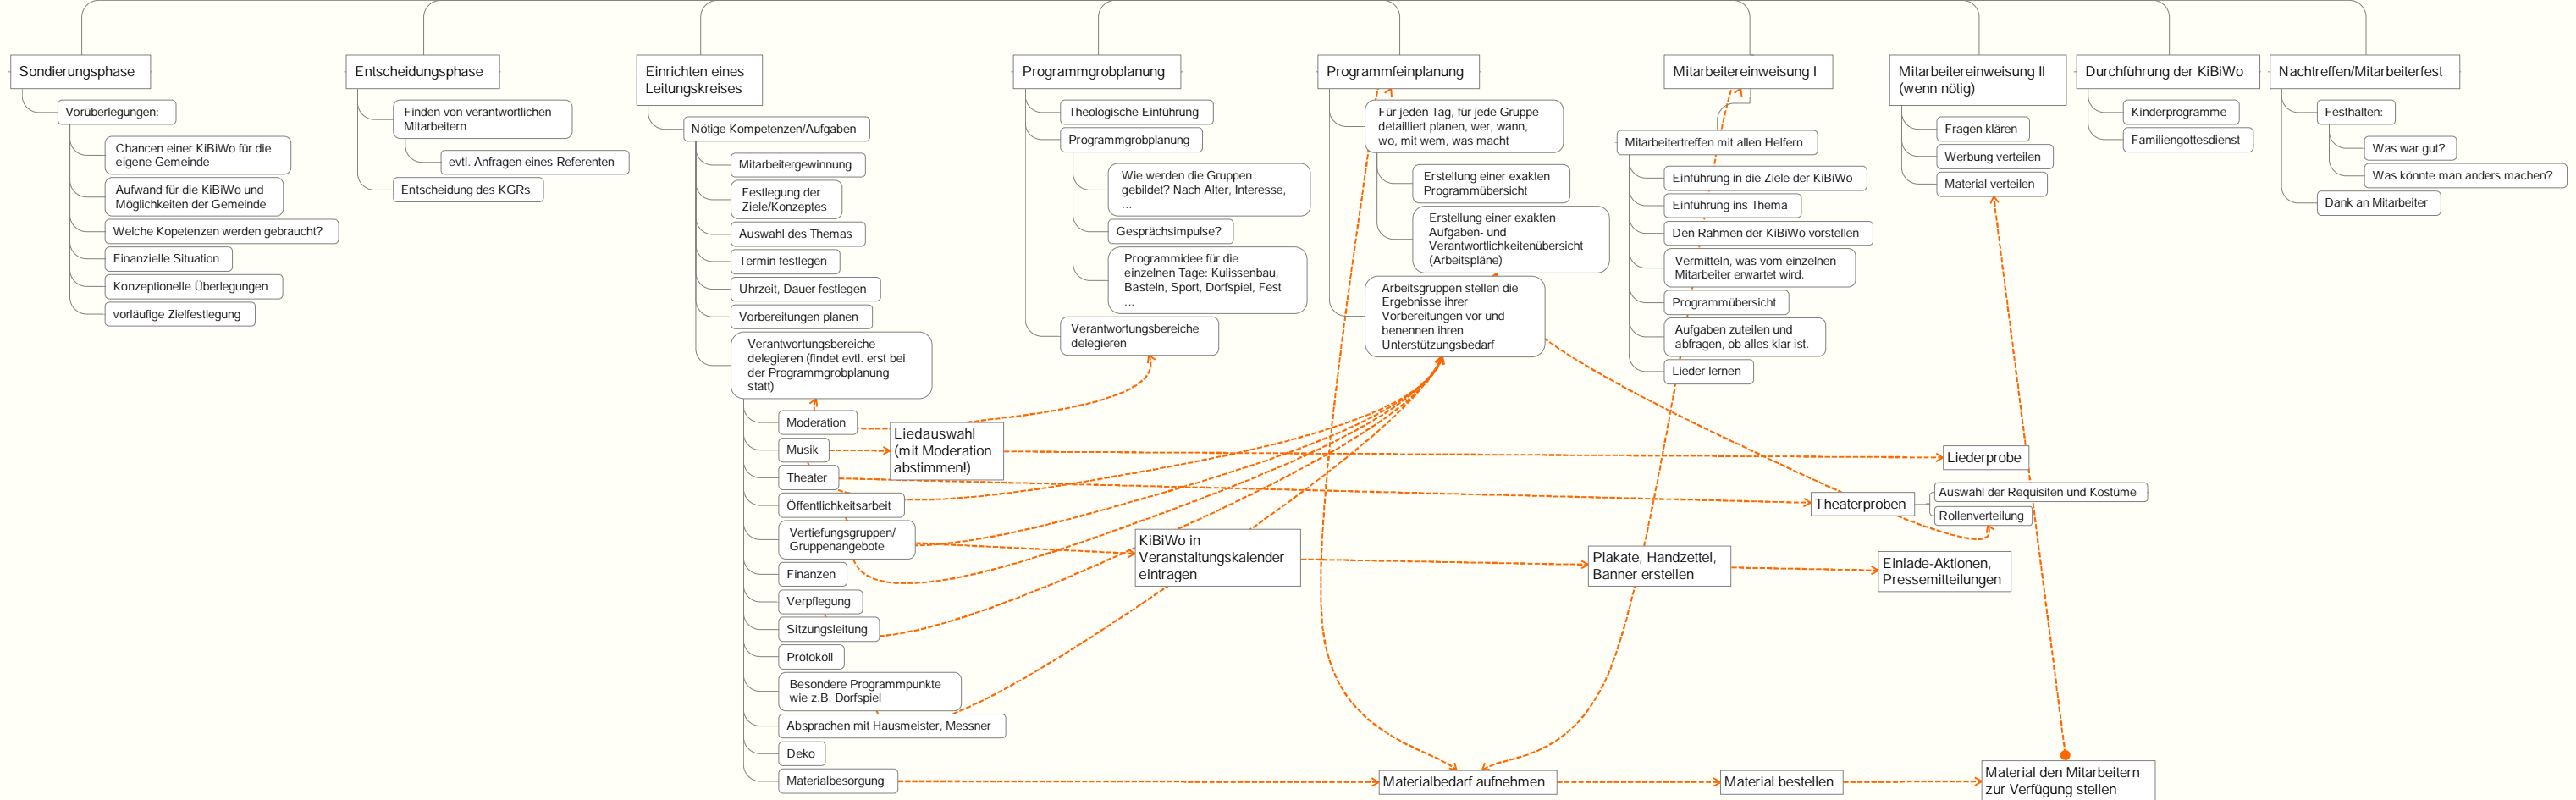 Sondierungsphase
Vorüberlegungen:
Chancen einer KiBiWo für die
eigene Gemeinde
Aufwand für die KiBiWo und
Möglichkeiten der Gemeinde
Welche Kopetenzen werden gebraucht?
Finanzielle Situation
Konzeptionelle Überlegungen
vorläufige Zielfestlegung
Entscheidungsphase
Finden von verantwortlichen
Mitarbeitern
evtl. Anfragen eines Referenten
Entscheidung des KGRs
Einrichten eines
Leitungskreises
Nötige Kompetenzen/Aufgaben
Mitarbeitergewinnung
Festlegung der
Ziele/Konzeptes
Auswahl des Themas
Termin festlegen
Uhrzeit, Dauer festlegen
Vorbereitungen planen
Verantwortungsbereiche
delegieren (findet evtl. erst bei
der Programmgrobplanung
statt)
Moderation
Musik
Theater
Öffentlichkeitsarbeit
Vertiefungsgruppen/
Gruppenangebote
Finanzen
Verpflegung
Sitzungsleitung
Protokoll
Besondere Programmpunkte
wie z.B. Dorfspiel
Absprachen mit Hausmeister, Messner
Deko
Materialbesorgung
Liedauswahl
(mit Moderation
abstimmen!)
Programmgrobplanung
Theologische Einführung
Programmgrobplanung
Wie werden die Gruppen
gebildet? Nach Alter, Interesse,
...
Gesprächsimpulse?
Programmidee für die
einzelnen Tage: Kulissenbau,
Basteln, Sport, Dorfspiel, Fest
...
Verantwortungsbereiche
delegieren
KiBiWo in
Veranstaltungskalender
eintragen
Programmfeinplanung
Für jeden Tag, für jede Gruppe
detailliert planen, wer, wann,
wo, mit wem, was macht
Erstellung einer exakten
Programmübersicht
Erstellung einer exakten
Aufgaben- und
Verantwortlichkeitenübersicht
(Arbeitspläne)
Arbeitsgruppen stellen die
Ergebnisse ihrer
Vorbereitungen vor und
benennen ihren
Unterstützungsbedarf
Materialbedarf aufnehmen
Mitarbeitereinweisung I
Mitarbeitertreffen mit allen Helfern
Einführung in die Ziele der KiBiWo
Einführung ins Thema
Den Rahmen der KiBiWo vorstellen
Vermitteln, was vom einzelnen
Mitarbeiter erwartet wird.
Programmübersicht
Aufgaben zuteilen und
abfragen, ob alles klar ist.
Lieder lernen
Plakate, Handzettel,
Banner erstellen
Material bestellen
Mitarbeitereinweisung II
(wenn nötig)
Fragen klären
Werbung verteilen
Material verteilen
Liederprobe
Theaterproben
Auswahl der Requisiten und Kostüme
Rollenverteilung
Einlade-Aktionen,
Pressemitteilungen
Material den Mitarbeitern
zur Verfügung stellen
Durchführung der KiBiWo
Kinderprogramme
Familiengottesdienst
Nachtreffen/Mitarbeiterfest
Festhalten:
Was war gut?
Was könnte man anders machen?
Dank an Mitarbeiter